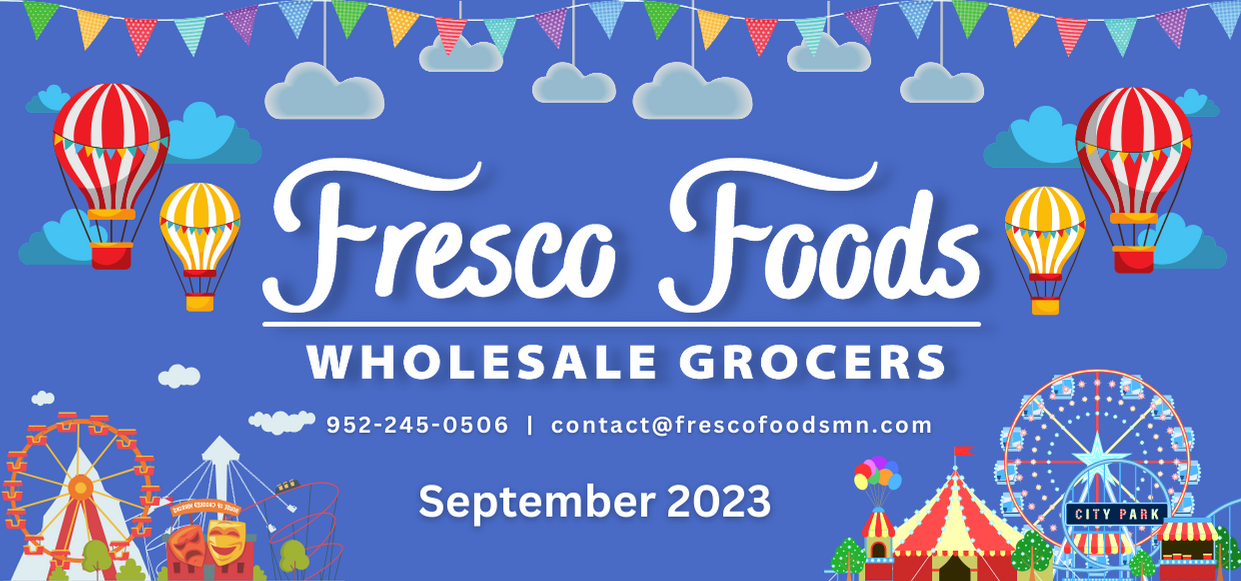 Fresco Foods
WHOLESALE GROCERS
952-245-0506 | contact@frescofoodsmn.com
September 2023
CITY PARK